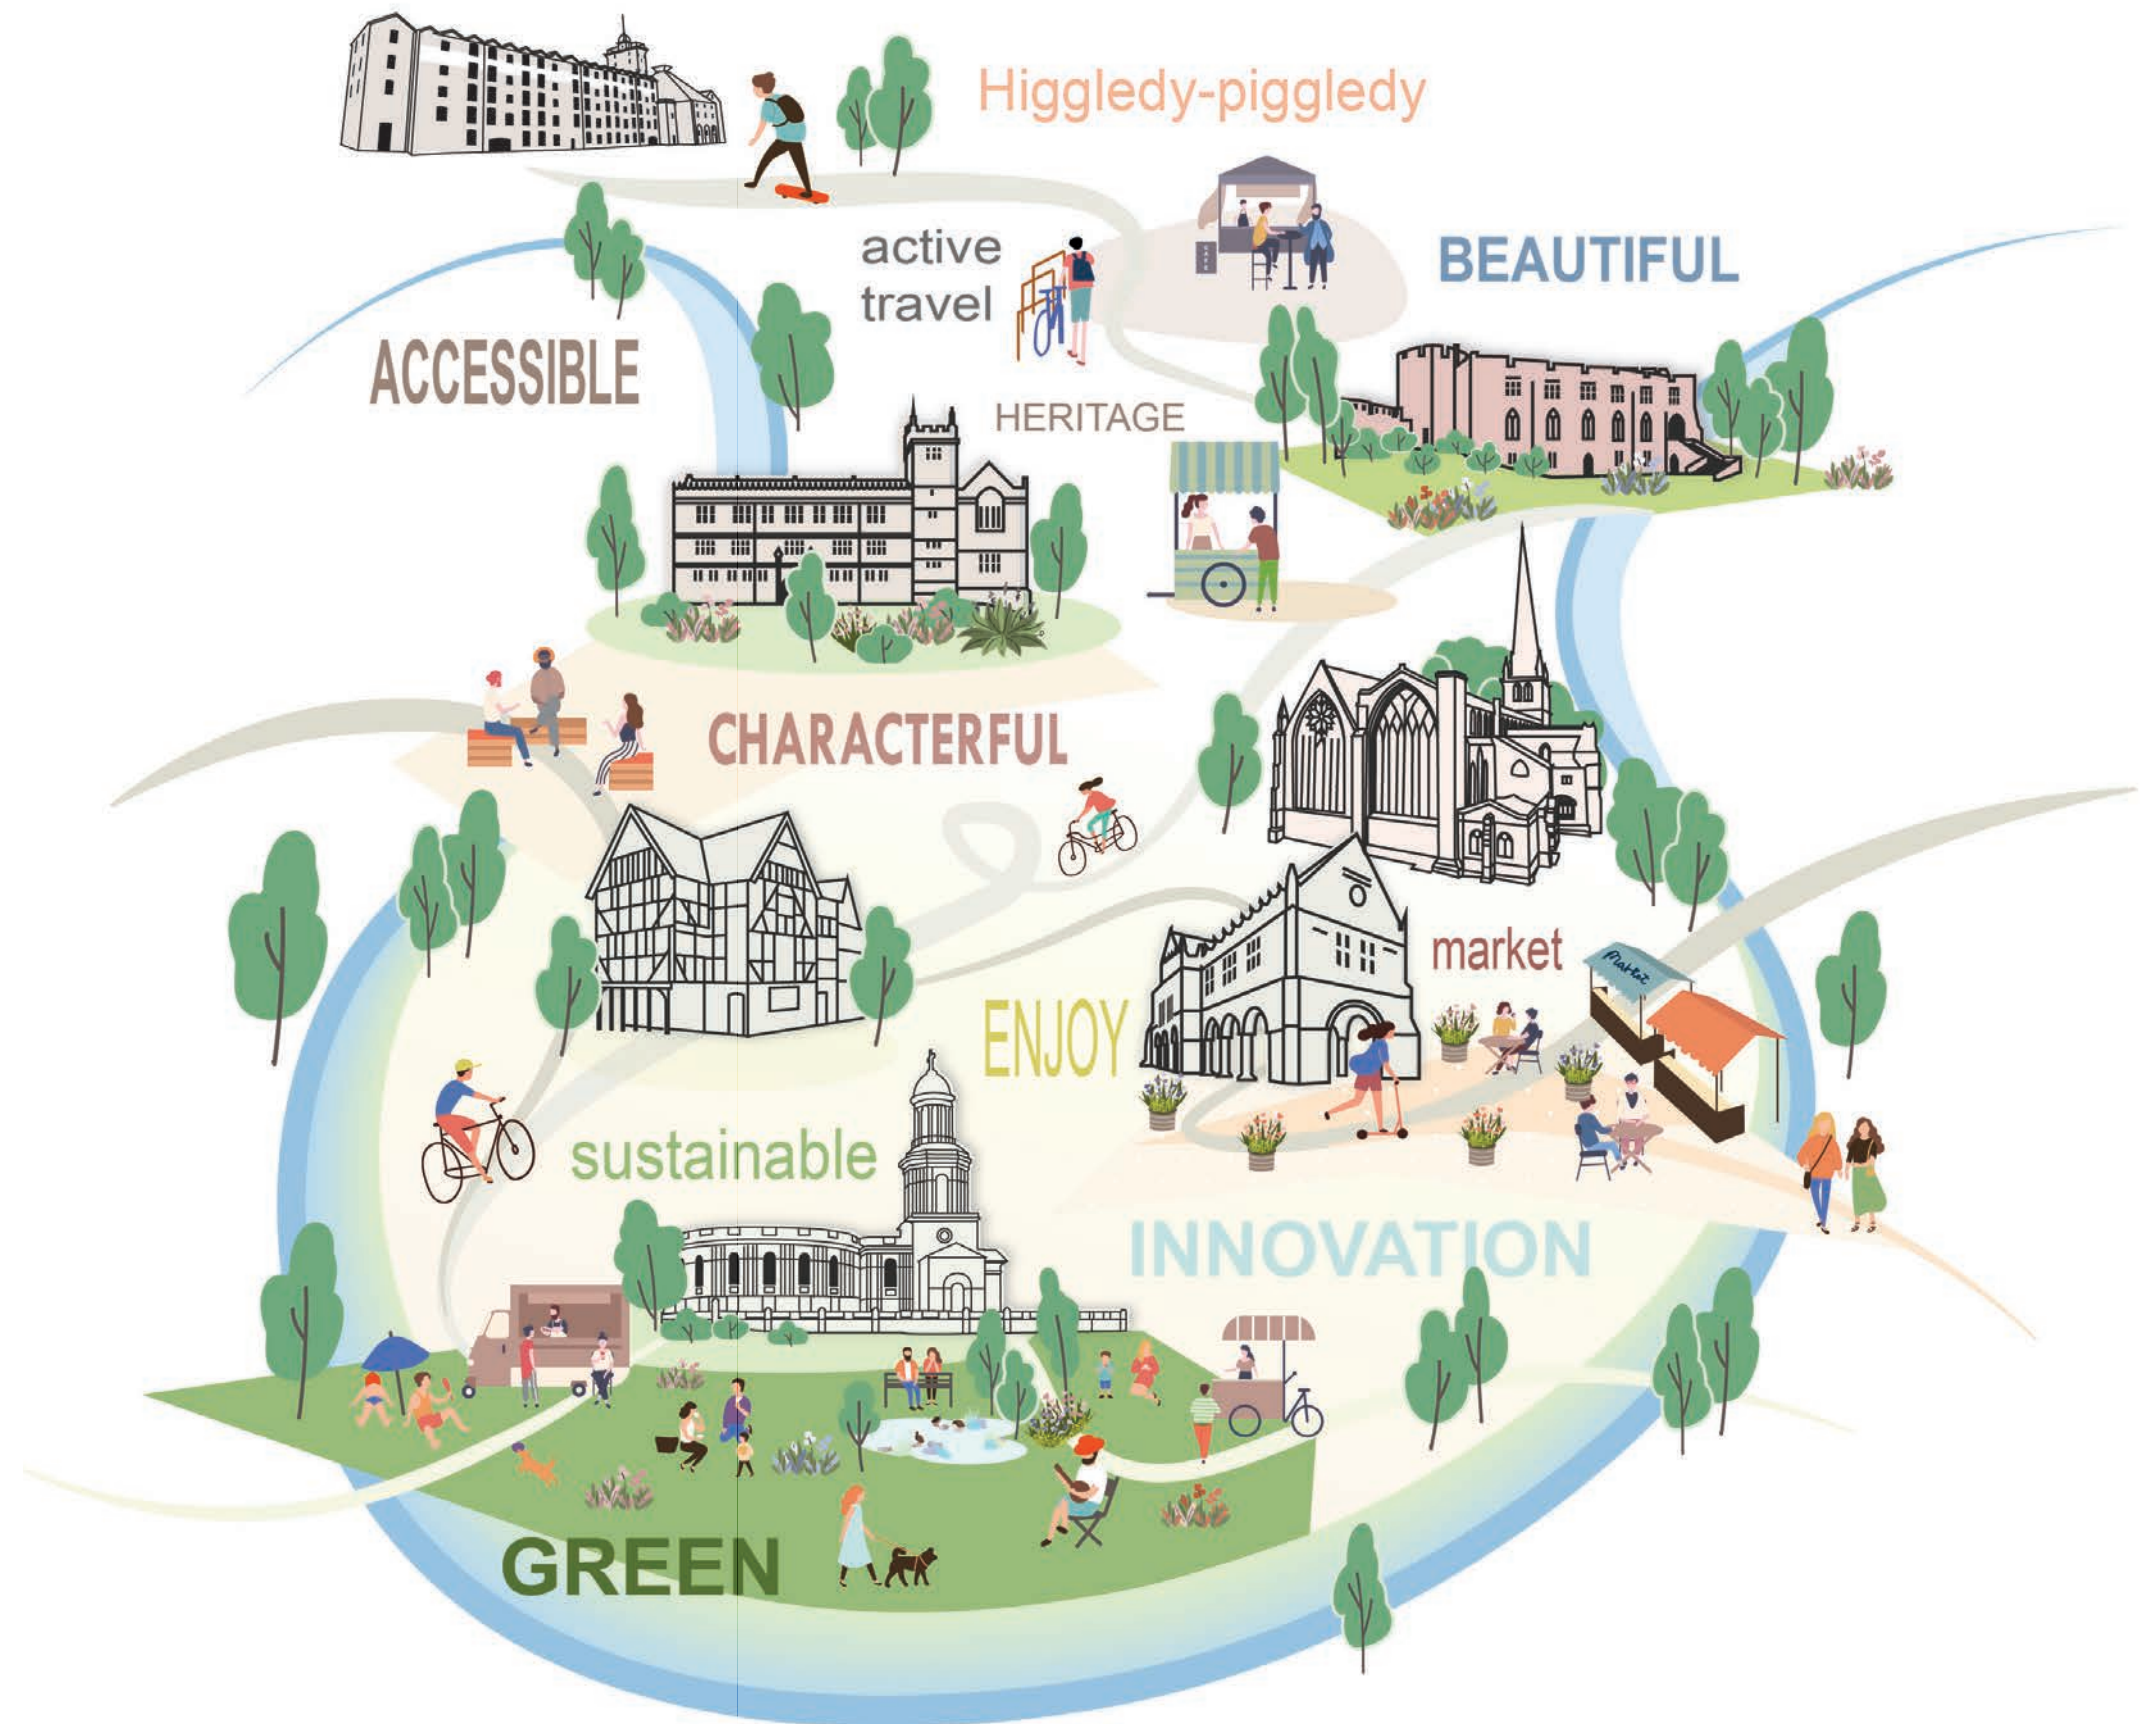 Higgledy-piggledy
active
travel
BEAUTIFUL
ACCESSIBLE
HERITAGE
CHARACTERFUL
market
Market
ENJOY
sustainable
INNOVATION
GREEN